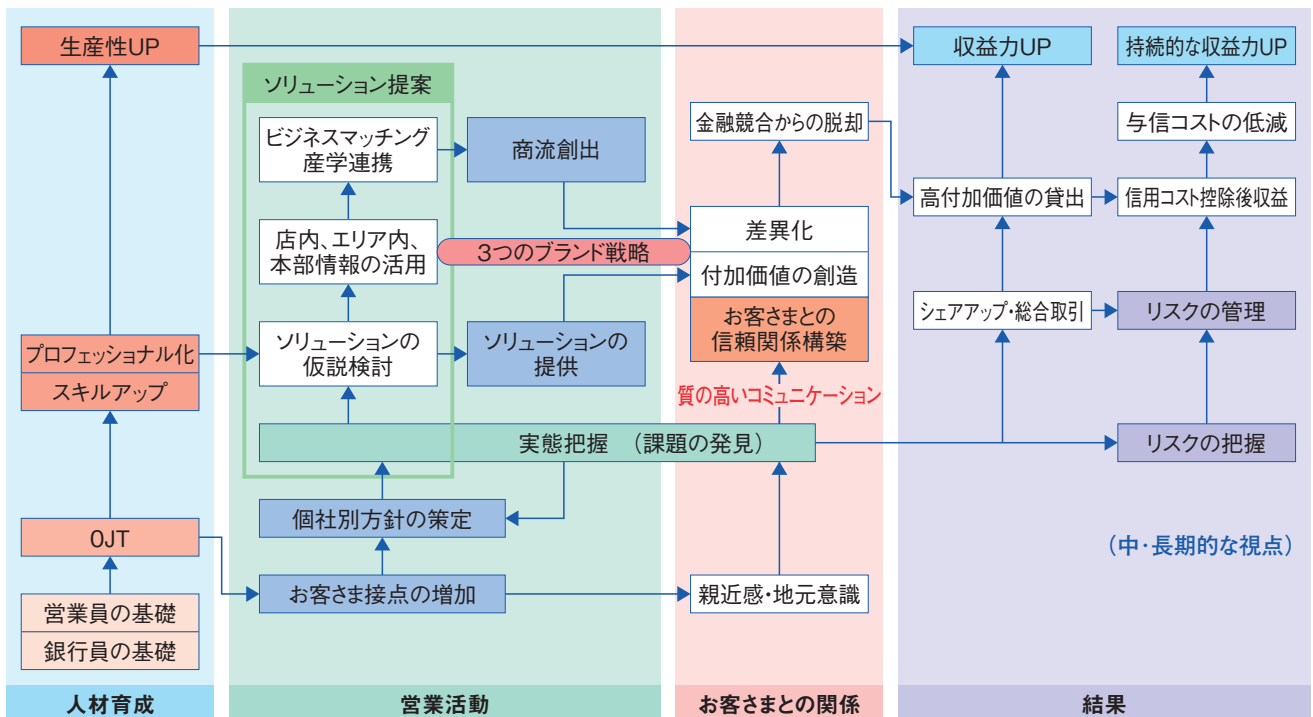 生産性UP
プロフェッショナル化
スキルアップ
OJT
営業員の基礎
銀行員の基礎
人材育成
ソリューション提案
ビジネスマッチング
産学連携
商流創出
店内、エリア内、
本部情報の活用
3つのブランド戦略
ソリューションの
仮説検討
ソリューションの
提供
実態把握 (課題の発見)
個社別方針の策定
お客さま接点の増加
営業活動
金融競合からの脱却
差異化
付加価値の創造
お客さまとの
信頼関係構築
質の高いコミュニケーション
親近感・地元意識
お客さまとの関係
収益力UP
持続的な収益力UP
与信コストの低減
高付加価値の貸出
信用コスト控除後収益
シェアアップ・総合取引
リスクの管理
リスクの把握
(中・長期的な視点)
結果